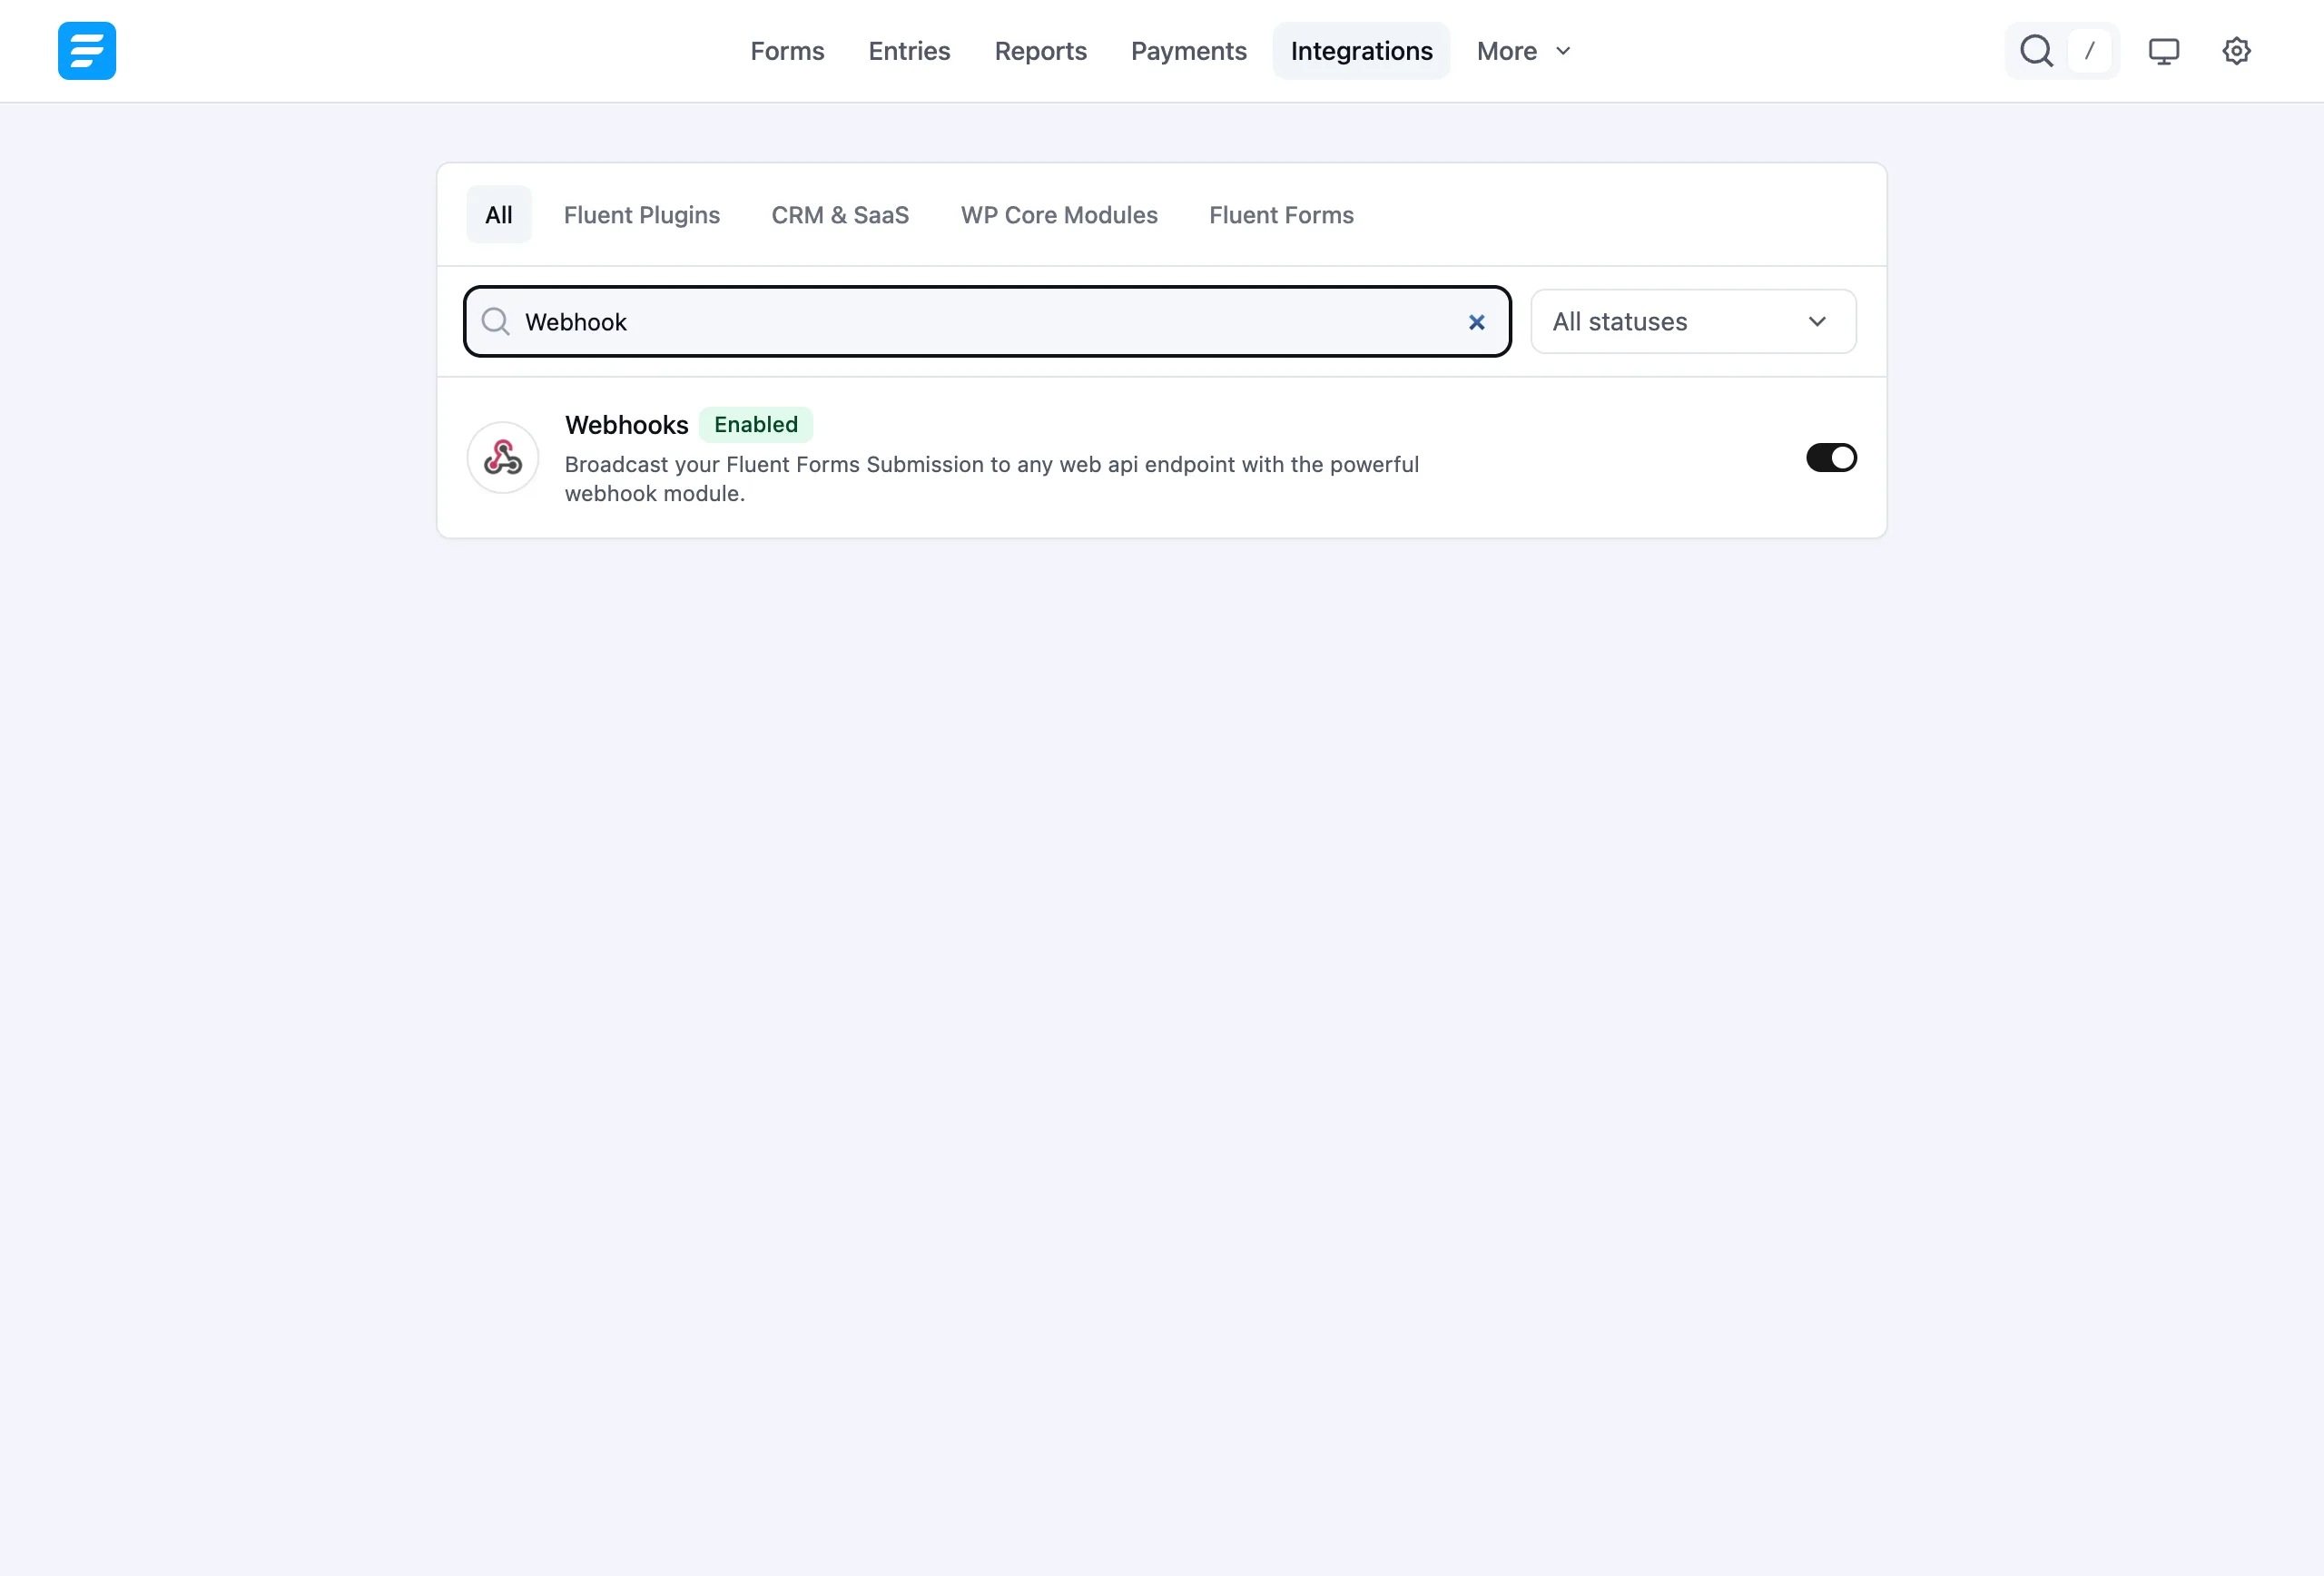 Forms Entries Reports Payments Integrations More /
All Fluent Plugins CRM & SaaS WP Core Modules Fluent Forms
Webhook All statuses
Webhooks Enabled
Broadcast your Fluent Forms Submission to any web api endpoint with the powerful
webhook module.